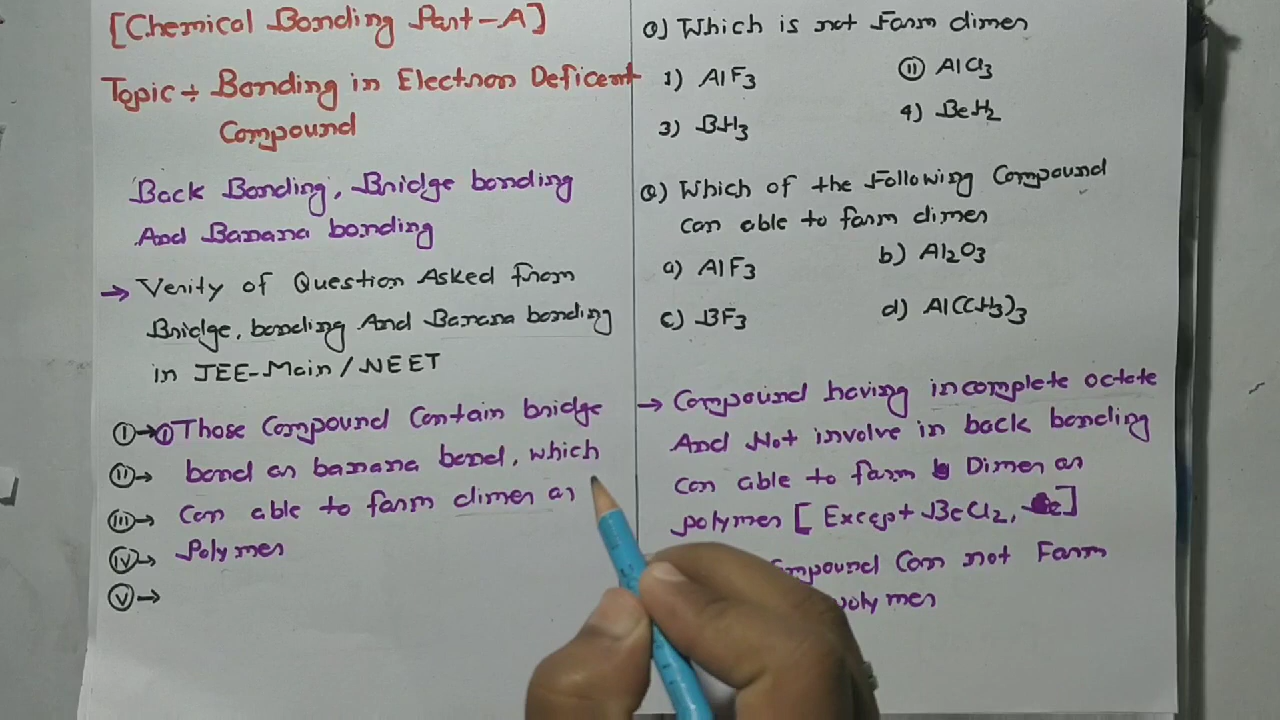 [Chemical Bonding Part-A]
Topic ÷ Bonding in Electron Deficent
Compound
Back Bonding, Bridge bonding
And Banana bonding
→ Verity of Question Asked from
Bridge, bonding And Banana bonding
in JEE-Main/NEET
(I)→ (i) Those Compound Contain bridge
(II)→ bond or banana bond, which
(III)→ Can able to form dimer or
(IV)→ Polymer
(V)→
Q) Which is not Form dimer
1) AlF3 (II) AlCl3
3) BH3 4) BeH2
Q) Which of the Following Compound
can able to form dimer
a) AlF3 b) Al2O3
c) BF3 d) Al(CH3)3
→ Compound having incomplete octate
And Not involve in back bonding
can able to form Dimer or
polymer [Except BeCl2, ]
Can not Form
polymer